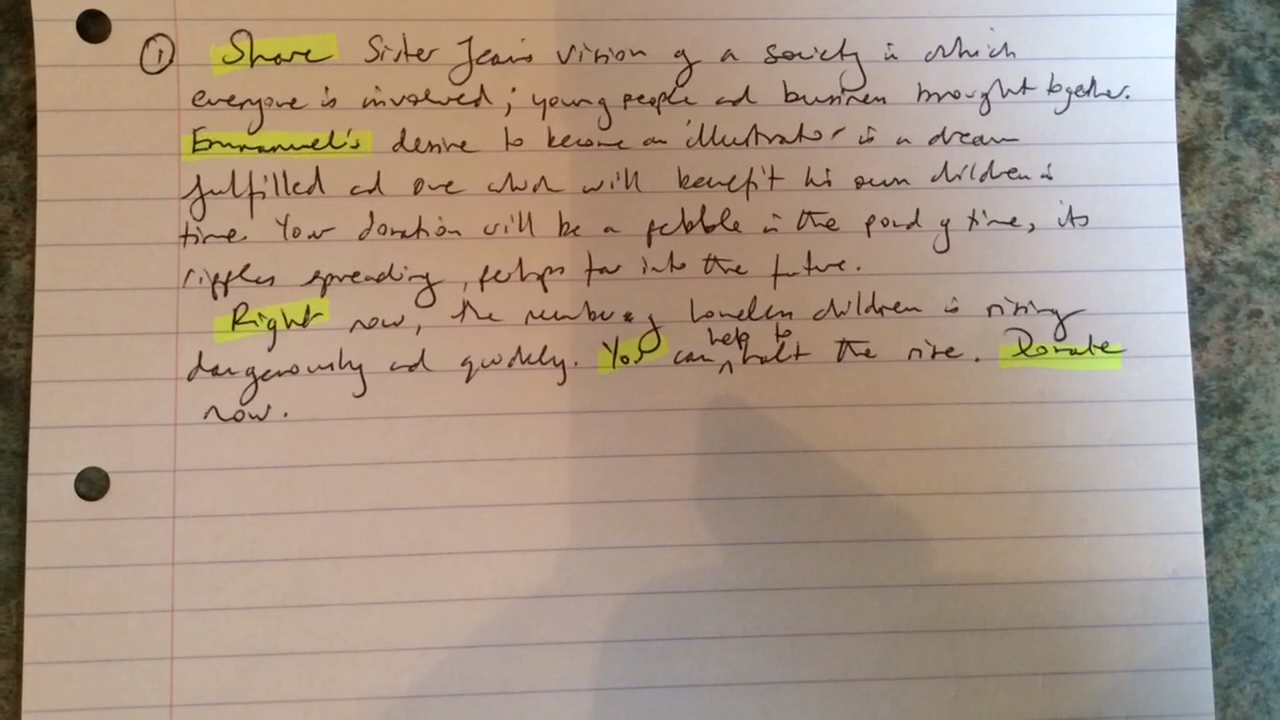 ① Share Sister Jean's vision of a society in which
everyone is involved; young people and business brought together.
Emmanuel's desire to become an illustrator is a dream
fulfilled and one which will benefit his own children in
time. Your donation will be a pebble in the pond of time, its
ripples spreading, perhaps far into the future.
Right now, the number of homeless children is rising
dangerously and quickly. You can help to halt the rise. Donate
now.